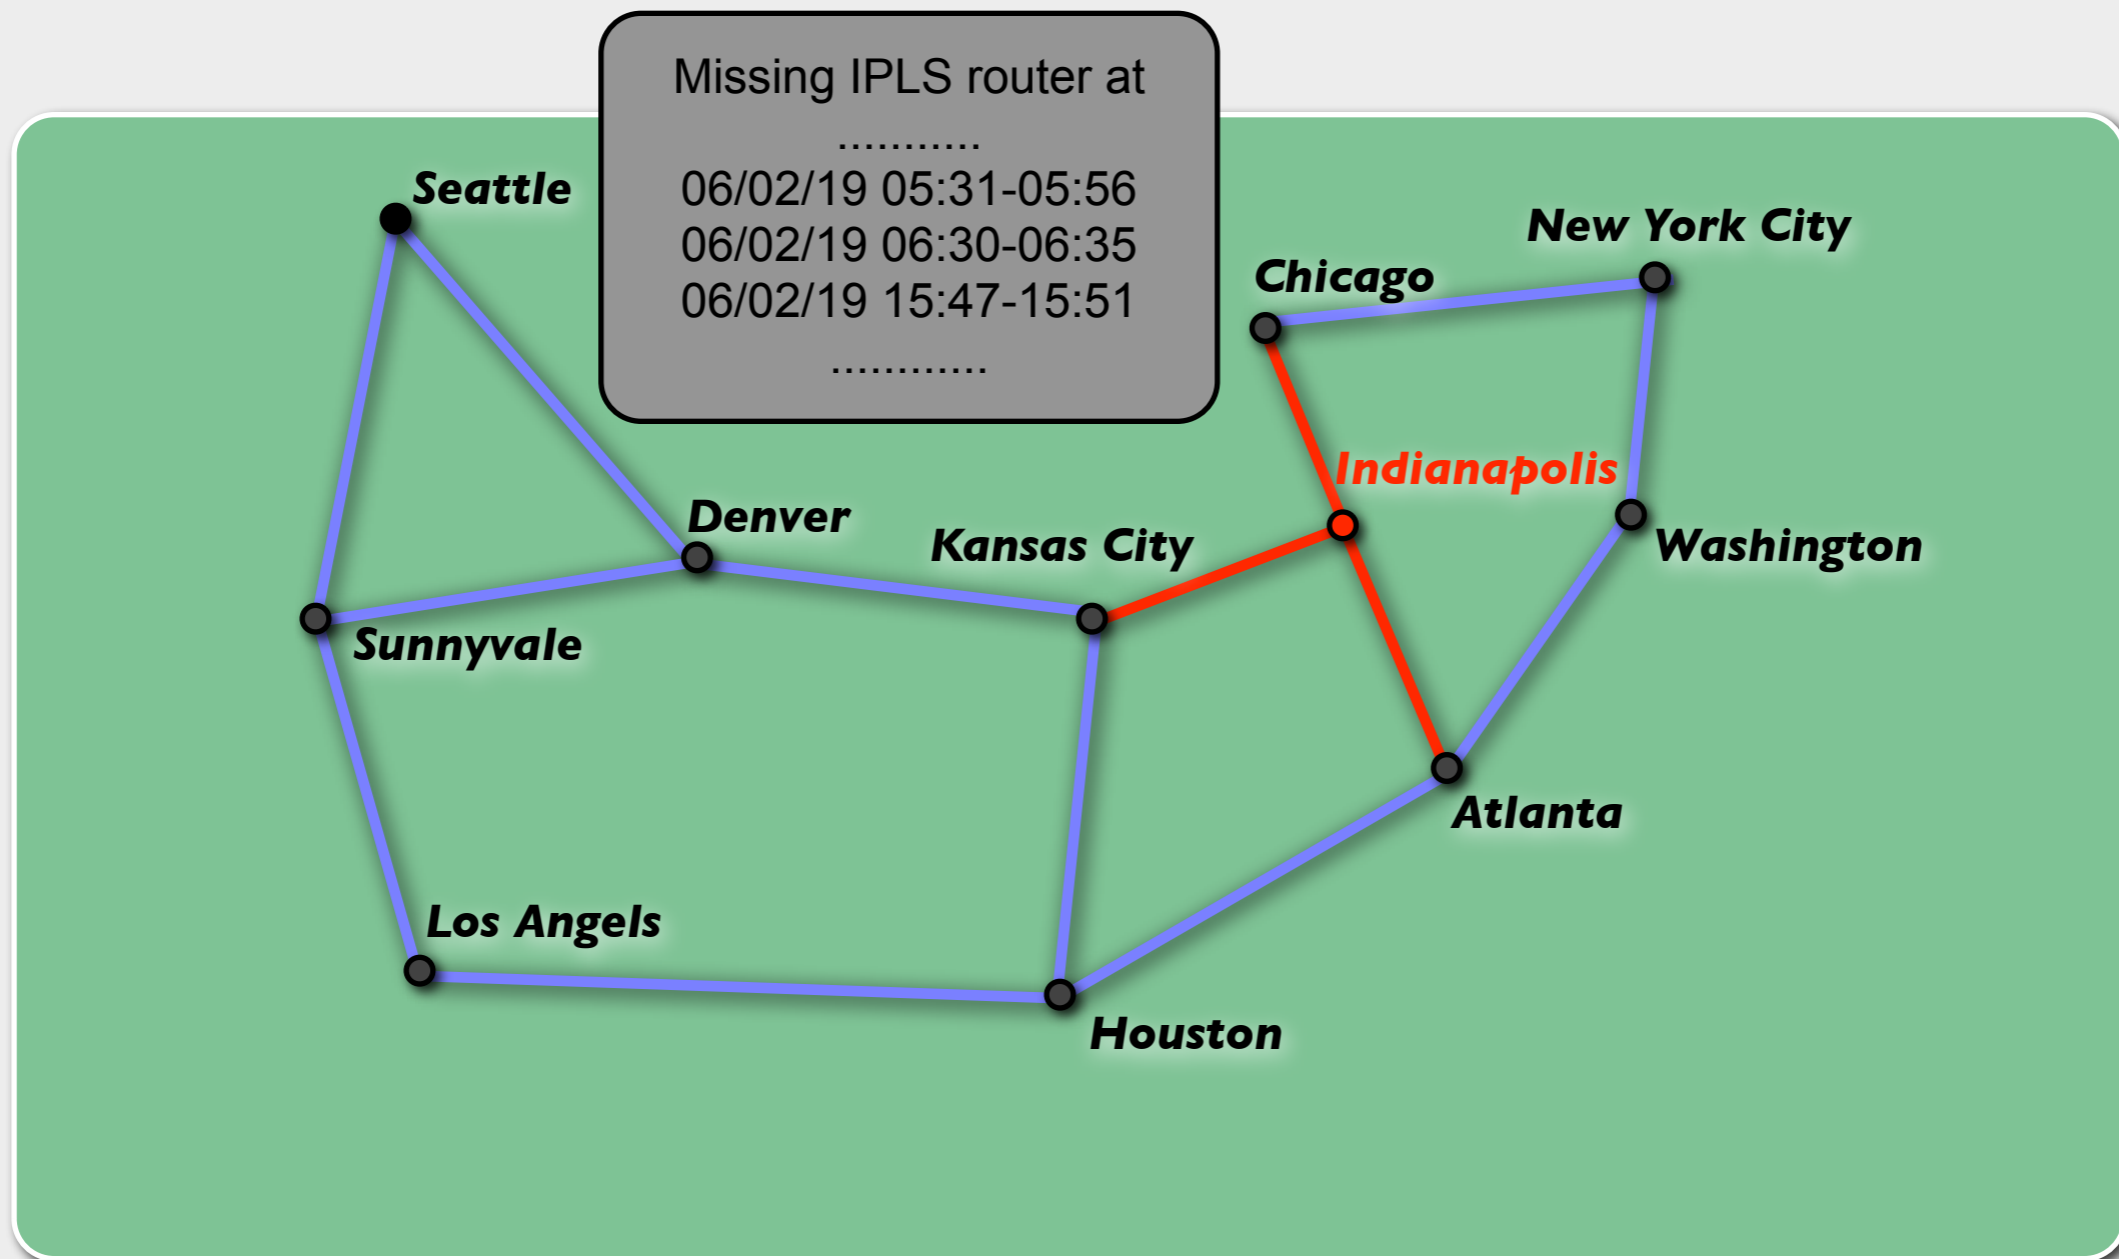 Missing IPLS router at
...........
06/02/19 05:31-05:56
06/02/19 06:30-06:35
06/02/19 15:47-15:51
............
Seattle
New York City
Chicago
Indianapolis
Denver
Kansas City
Washington
Sunnyvale
Atlanta
Los Angels
Houston